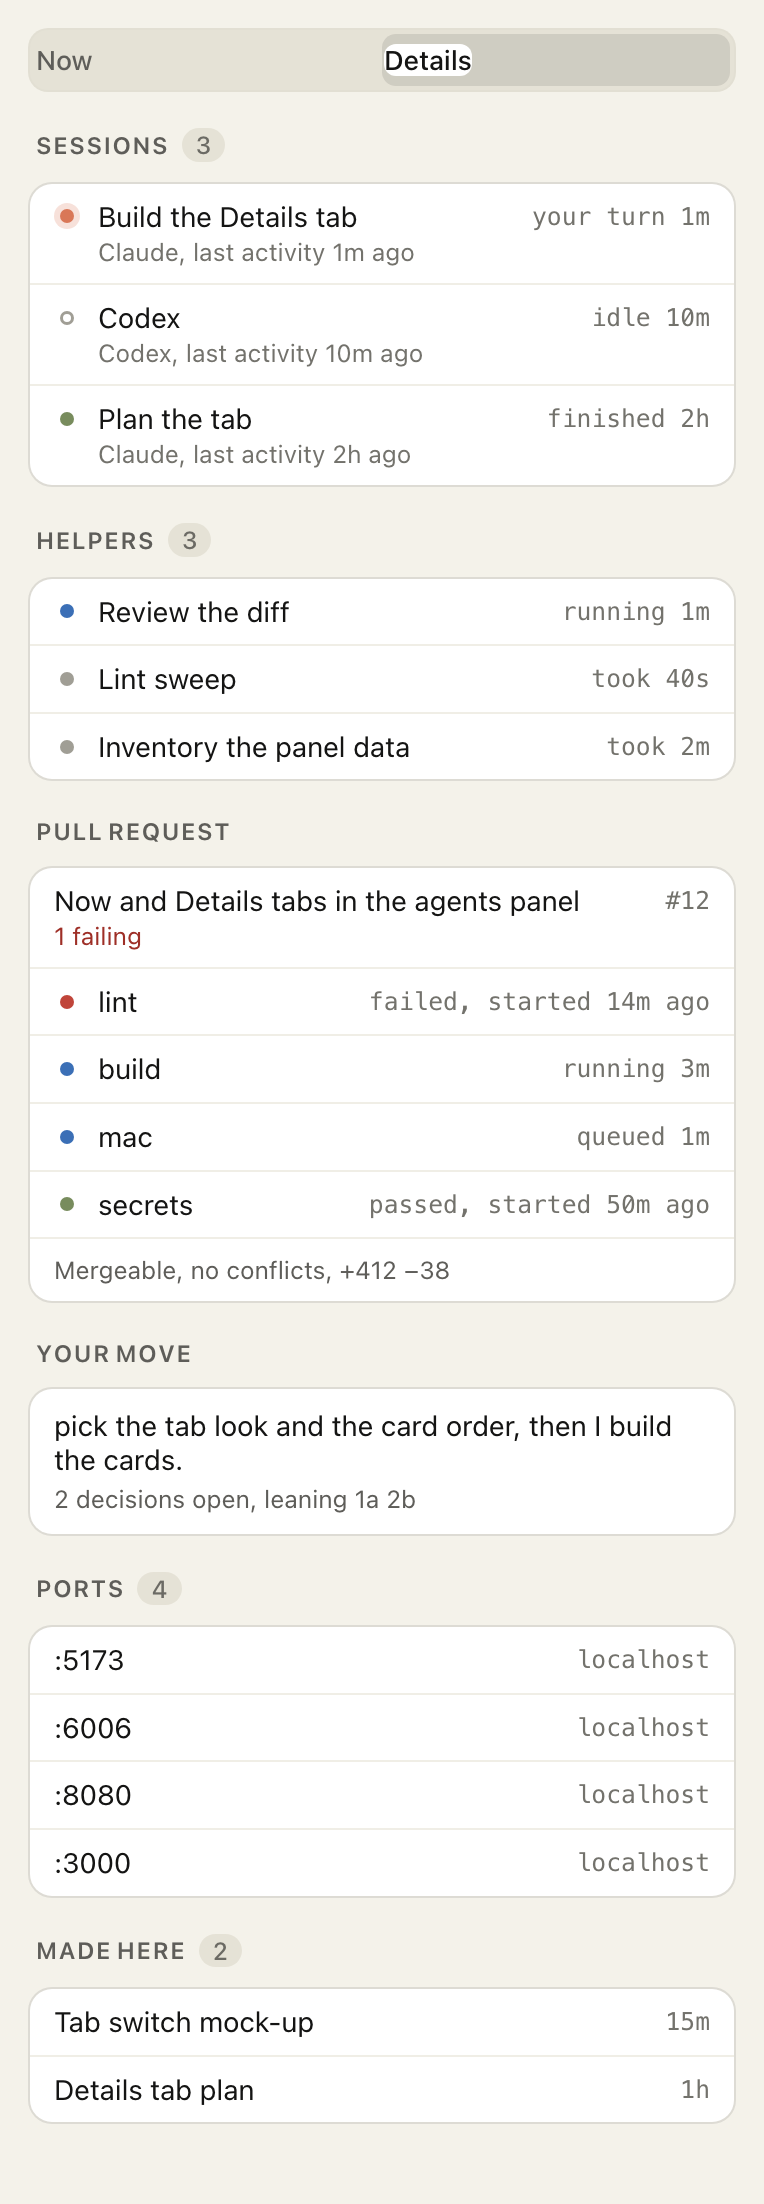 Now
Details
SESSIONS 3
Build the Details tab your turn 1m
Claude, last activity 1m ago
Codex idle 10m
Codex, last activity 10m ago
Plan the tab finished 2h
Claude, last activity 2h ago
HELPERS 3
Review the diff running 1m
Lint sweep took 40s
Inventory the panel data took 2m
PULL REQUEST
Now and Details tabs in the agents panel #12
1 failing
lint failed, started 14m ago
build running 3m
mac queued 1m
secrets passed, started 50m ago
Mergeable, no conflicts, +412 −38
YOUR MOVE
pick the tab look and the card order, then I build
the cards.
2 decisions open, leaning 1a 2b
PORTS 4
:5173 localhost
:6006 localhost
:8080 localhost
:3000 localhost
MADE HERE 2
Tab switch mock-up 15m
Details tab plan 1h